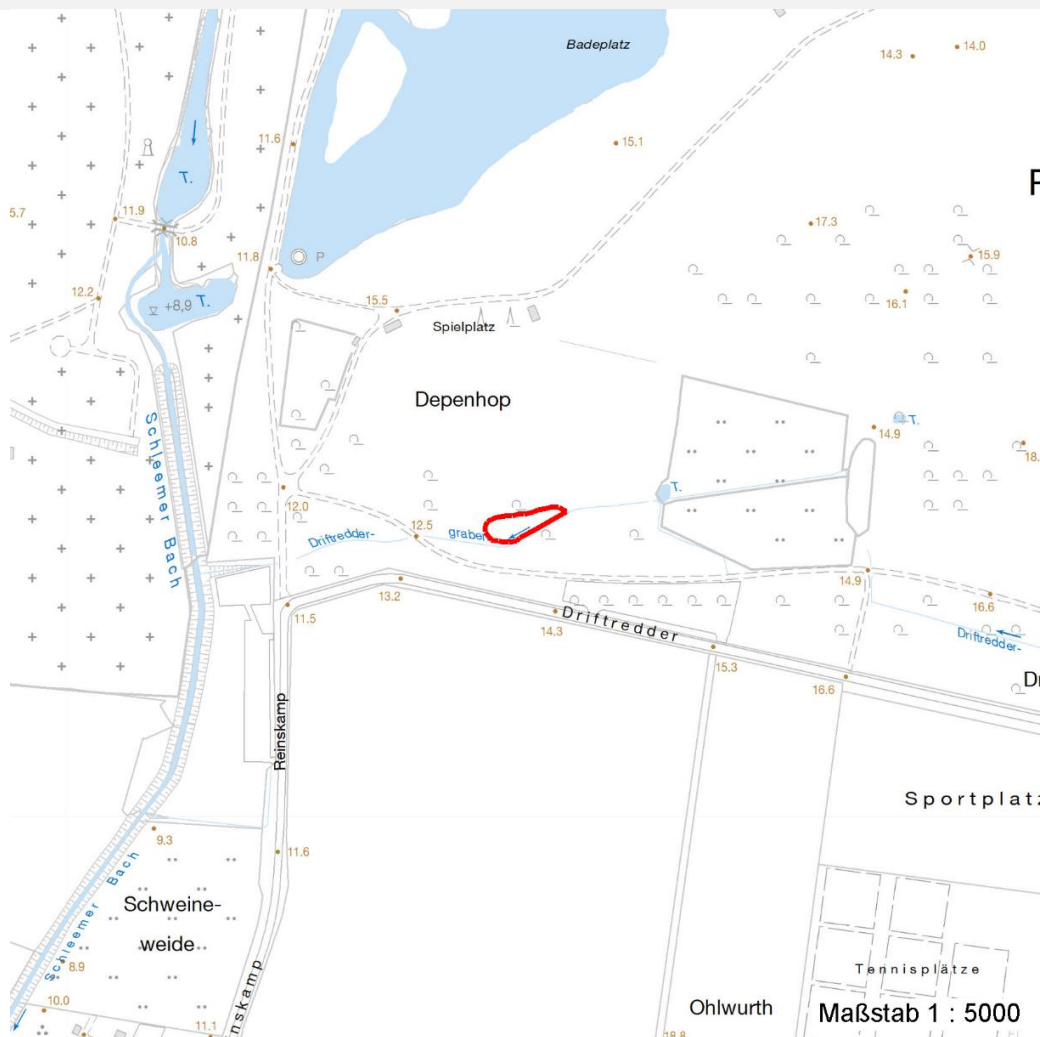 Badeplatz
14.3
14.0
11.6
15.1
T.
P
5.7
11.9
10.8
17.3
11.8
P
15.9
12.2
+8,9
T.
15.5
16.1
Spielplatz
Depenhop
Schleemer Bach
14.9
T.
18.
12.0
T.
12.5
Driftredder-
graben
14.9
13.2
11.5
16.6
14.3
Driftredder
Driftredder-
15.3
16.6
Dr
Reinskamp
Sportplatz
9.3
11.6
Schleemer Bach
Schweine-
weide
8.9
Tennisplätze
10.0
nskamp
Ohlwurth
Maßstab 1 : 5000
11.1
18.8